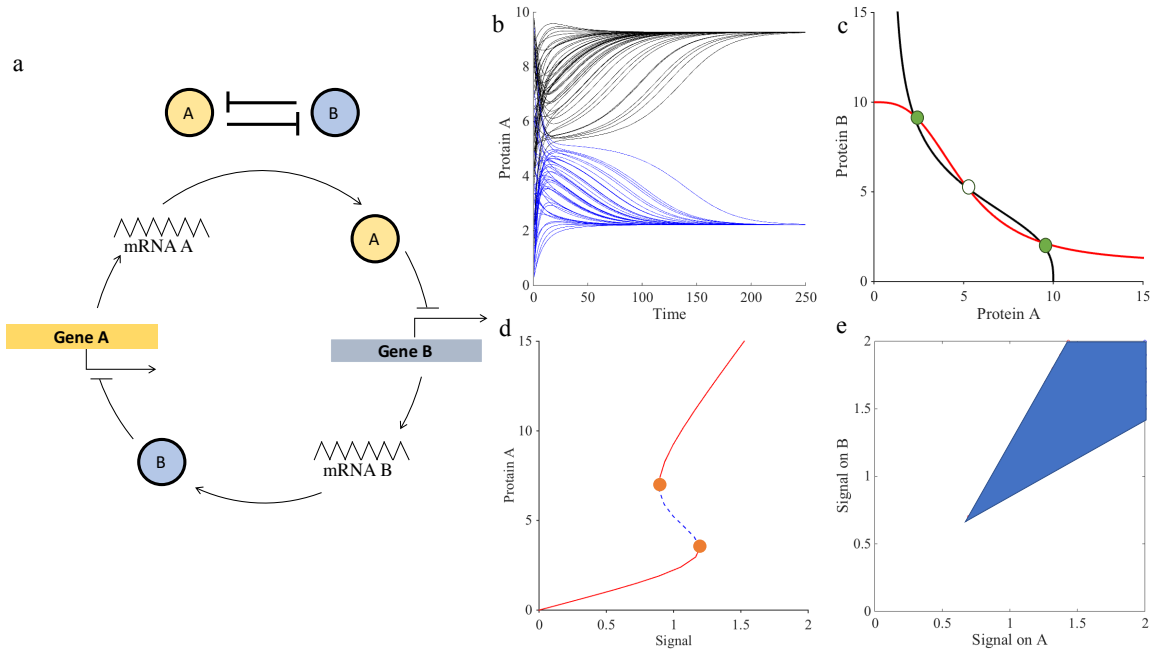 a
A
B
mRNA A
A
Gene A
Gene B
B
mRNA B
b
10
8
6
4
2
0
0
50
100
150
200
250
Protain A
Time
c
15
10
5
0
0
5
10
15
Protein B
Protein A
d
15
10
5
0
0
0.5
1
1.5
2
Protain A
Signal
e
2
1.5
1
0.5
0
0
0.5
1
1.5
2
Signal on B
Signal on A